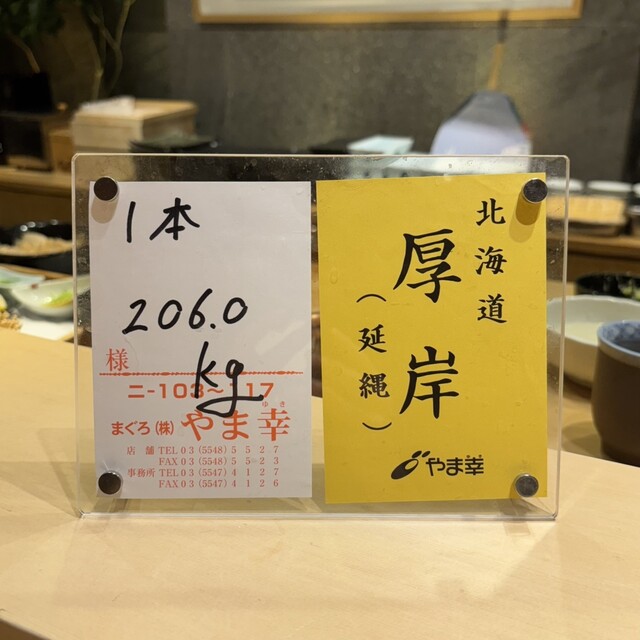 1本
206.0
kg
様
ニ-103~117
ゆき
まぐろ(株)やま幸
店舗 TEL 03(5548)5527
FAX 03(5548)5523
事務所 TEL 03(5547)4127
FAX 03(5547)4126
北海道
厚岸
(延縄)
やま幸